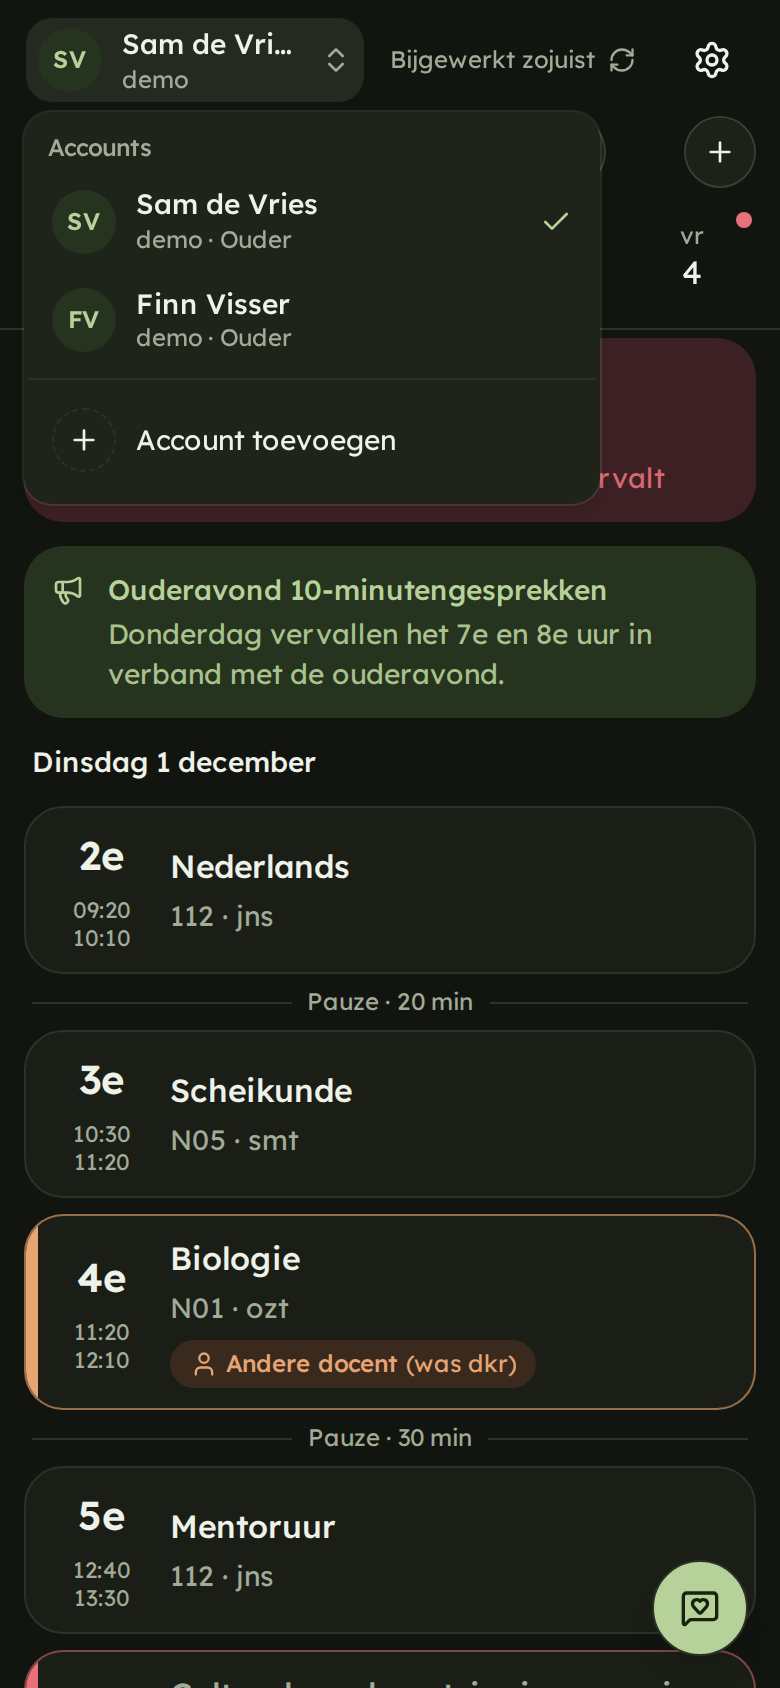 SV
Sam de Vri...
demo
Bijgewerkt zojuist
Accounts
SV
Sam de Vries
demo · Ouder
FV
Finn Visser
demo · Ouder
Account toevoegen
vr
4
rvalt
Ouderavond 10-minutengesprekken
Donderdag vervallen het 7e en 8e uur in
verband met de ouderavond.
Dinsdag 1 december
2e
09:20
10:10
Nederlands
112 · jns
Pauze · 20 min
3e
10:30
11:20
Scheikunde
N05 · smt
4e
11:20
12:10
Biologie
N01 · ozt
Andere docent (was dkr)
Pauze · 30 min
5e
12:40
13:30
Mentoruur
112 · jns